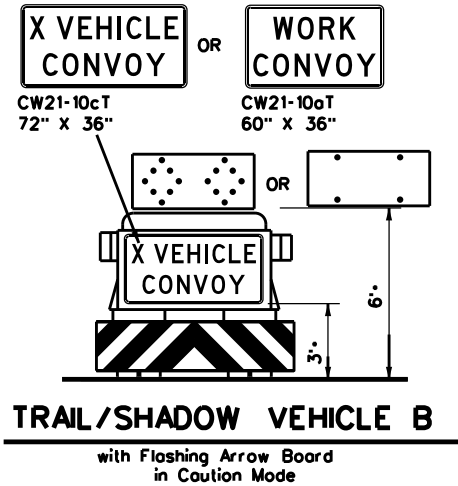 X VEHICLE
CONVOY
OR
WORK
CONVOY
CW21-10cT
72" X 36"
CW21-10aT
60" X 36"
OR
X VEHICLE
CONVOY
3'±
6'±
TRAIL/SHADOW VEHICLE B
with Flashing Arrow Board
in Caution Mode